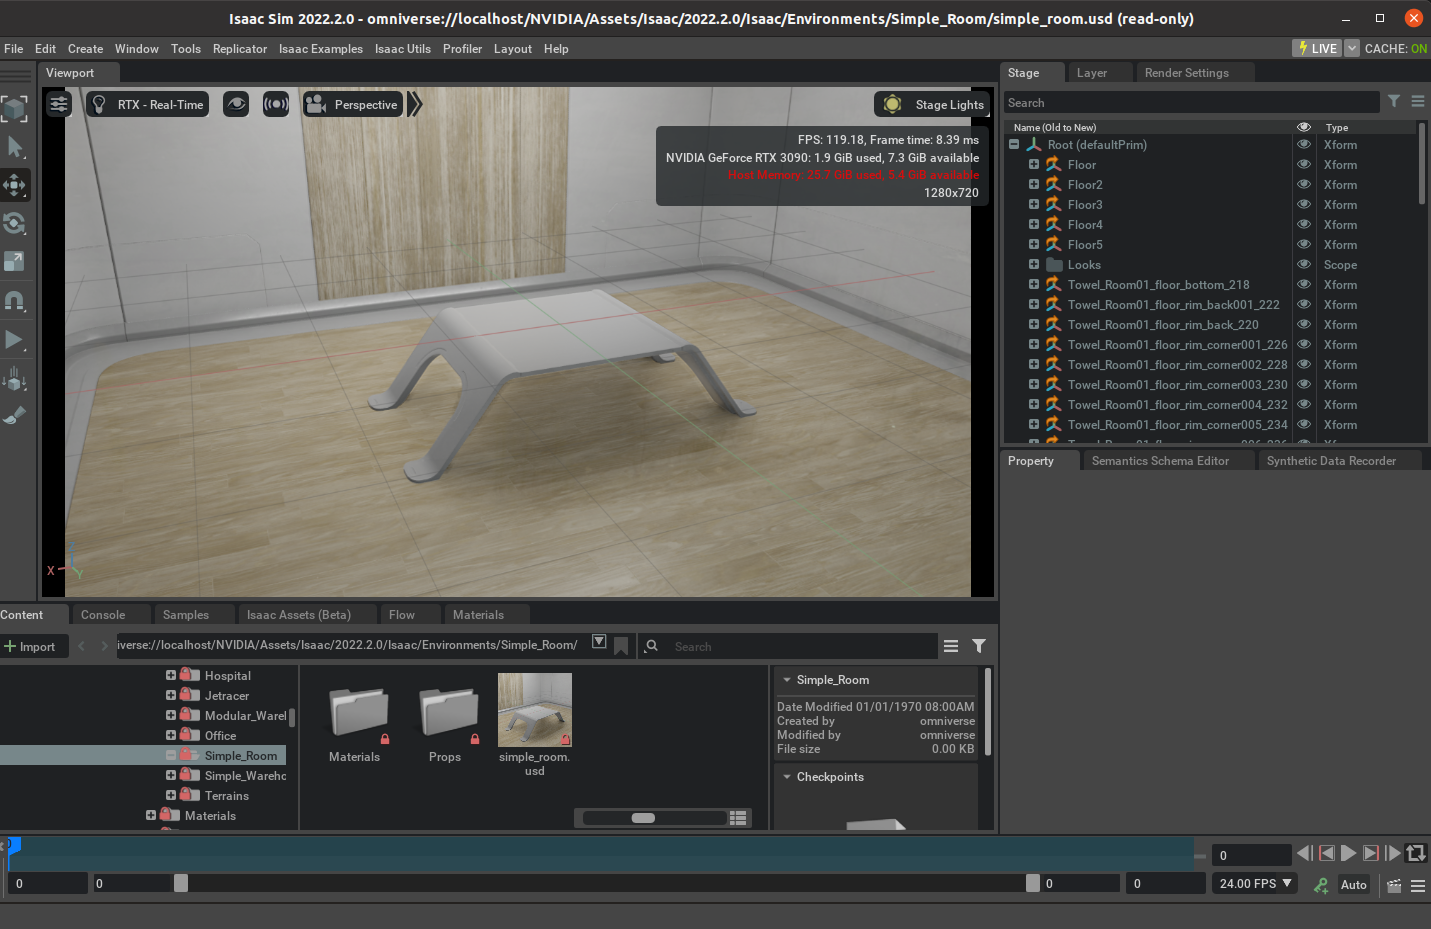 Isaac Sim 2022.2.0 - omniverse://localhost/NVIDIA/Assets/Isaac/2022.2.0/Isaac/Environments/Simple_Room/simple_room.usd (read-only)
File Edit Create Window Tools Replicator Isaac Examples Isaac Utils Profiler Layout Help
LIVE CACHE: ON
Viewport
RTX - Real-Time
Perspective
Stage Lights
FPS: 119.18, Frame time: 8.39 ms
NVIDIA GeForce RTX 3090: 1.9 GiB used, 7.3 GiB available
Host Memory: 25.7 GiB used, 5.4 GiB available
1280x720
X
Y
Stage Layer Render Settings
Search
Name (Old to New) Type
Root (defaultPrim) Xform
Floor Xform
Floor2 Xform
Floor3 Xform
Floor4 Xform
Floor5 Xform
Looks Scope
Towel_Room01_floor_bottom_218 Xform
Towel_Room01_floor_rim_back001_222 Xform
Towel_Room01_floor_rim_back_220 Xform
Towel_Room01_floor_rim_corner001_226 Xform
Towel_Room01_floor_rim_corner002_228 Xform
Towel_Room01_floor_rim_corner003_230 Xform
Towel_Room01_floor_rim_corner004_232 Xform
Towel_Room01_floor_rim_corner005_234 Xform
Property Semantics Schema Editor Synthetic Data Recorder
Content Console Samples Isaac Assets (Beta) Flow Materials
Import
iverse://localhost/NVIDIA/Assets/Isaac/2022.2.0/Isaac/Environments/Simple_Room/
Search
Hospital
Jetracer
Modular_Warel
Office
Simple_Room
Simple_Wareho
Terrains
Materials
Materials
Props
simple_room.
usd
Simple_Room
Date Modified 01/01/1970 08:00AM
Created by omniverse
Modified by omniverse
File size 0.00 KB
Checkpoints
0
0
0 0 0 0
24.00 FPS
Auto